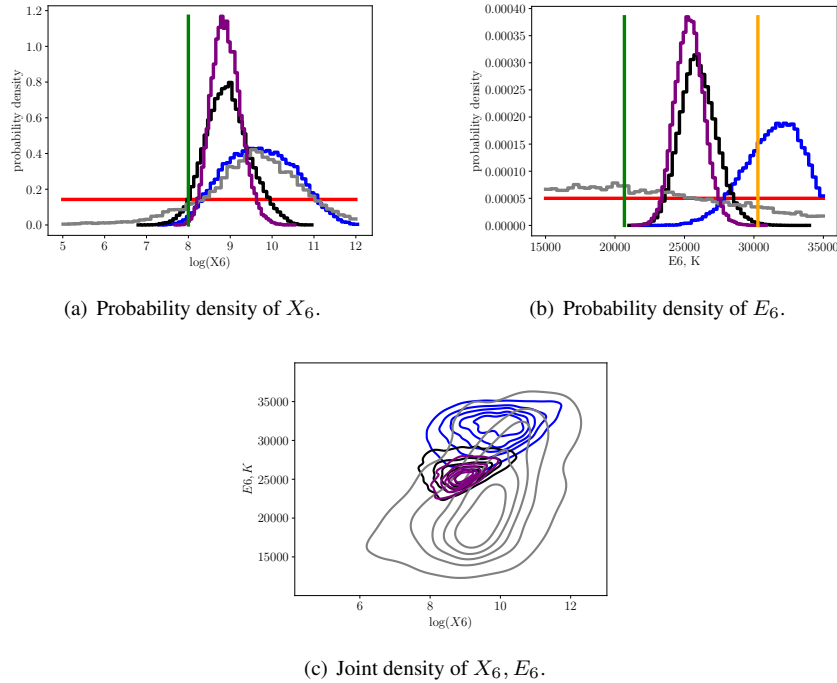 probability density
1.2
1.0
0.8
0.6
0.4
0.2
0.0
5 6 7 8 9 10 11 12
log(X6)
(a) Probability density of X₆.
probability density
0.00040
0.00035
0.00030
0.00025
0.00020
0.00015
0.00010
0.00005
0.00000
15000 20000 25000 30000 35000
E6, K
(b) Probability density of E₆.
E6, K
35000
30000
25000
20000
15000
6 8 10 12
log(X6)
(c) Joint density of X₆, E₆.